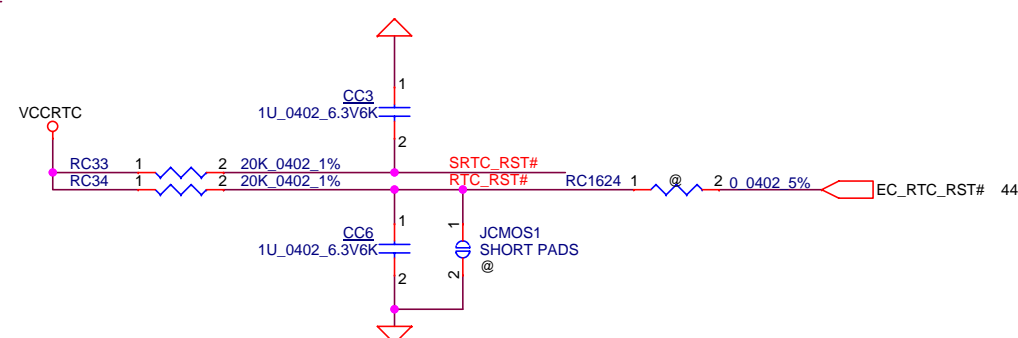 1
CC3
1U_0402_6.3V6K
2
VCCRTC
RC33 1 2 20K_0402_1% SRTC_RST#
RC34 1 2 20K_0402_1% RTC_RST# RC1624 1 @ 2 0_0402_5% EC_RTC_RST# 44
1 1
CC6 JCMOS1
1U_0402_6.3V6K SHORT PADS
2 2 @